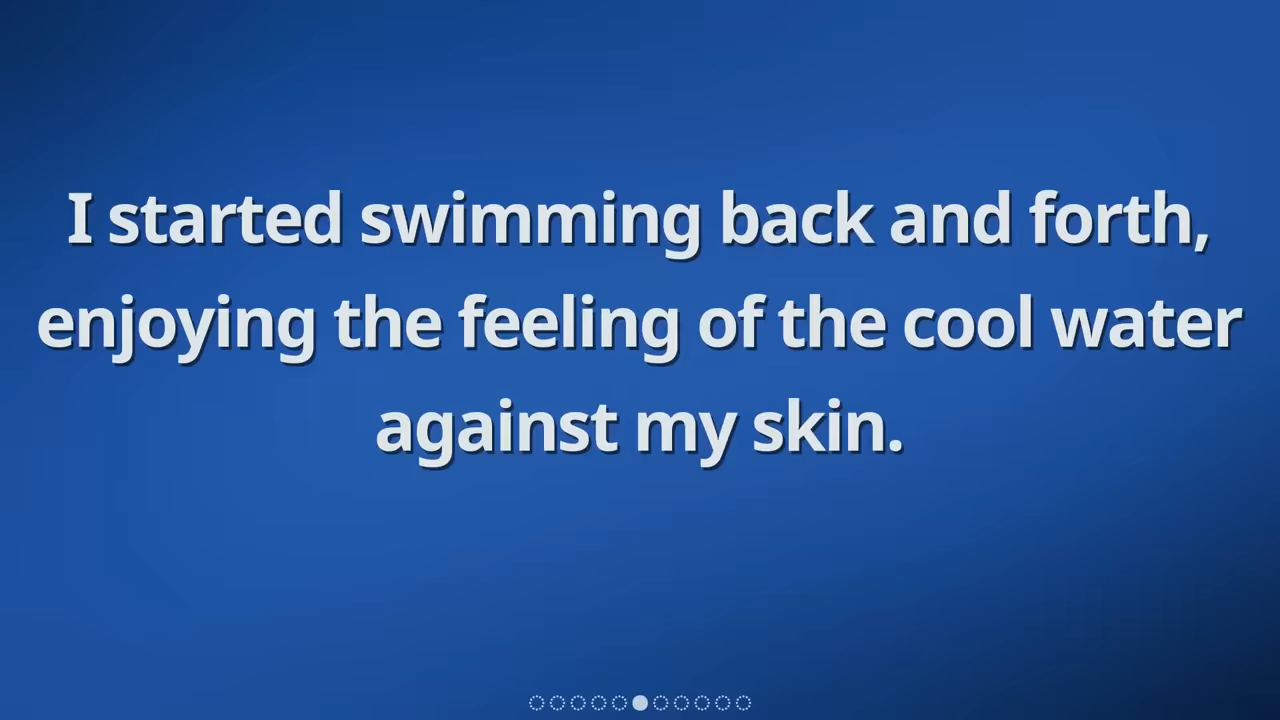 I started swimming back and forth,
enjoying the feeling of the cool water
against my skin.